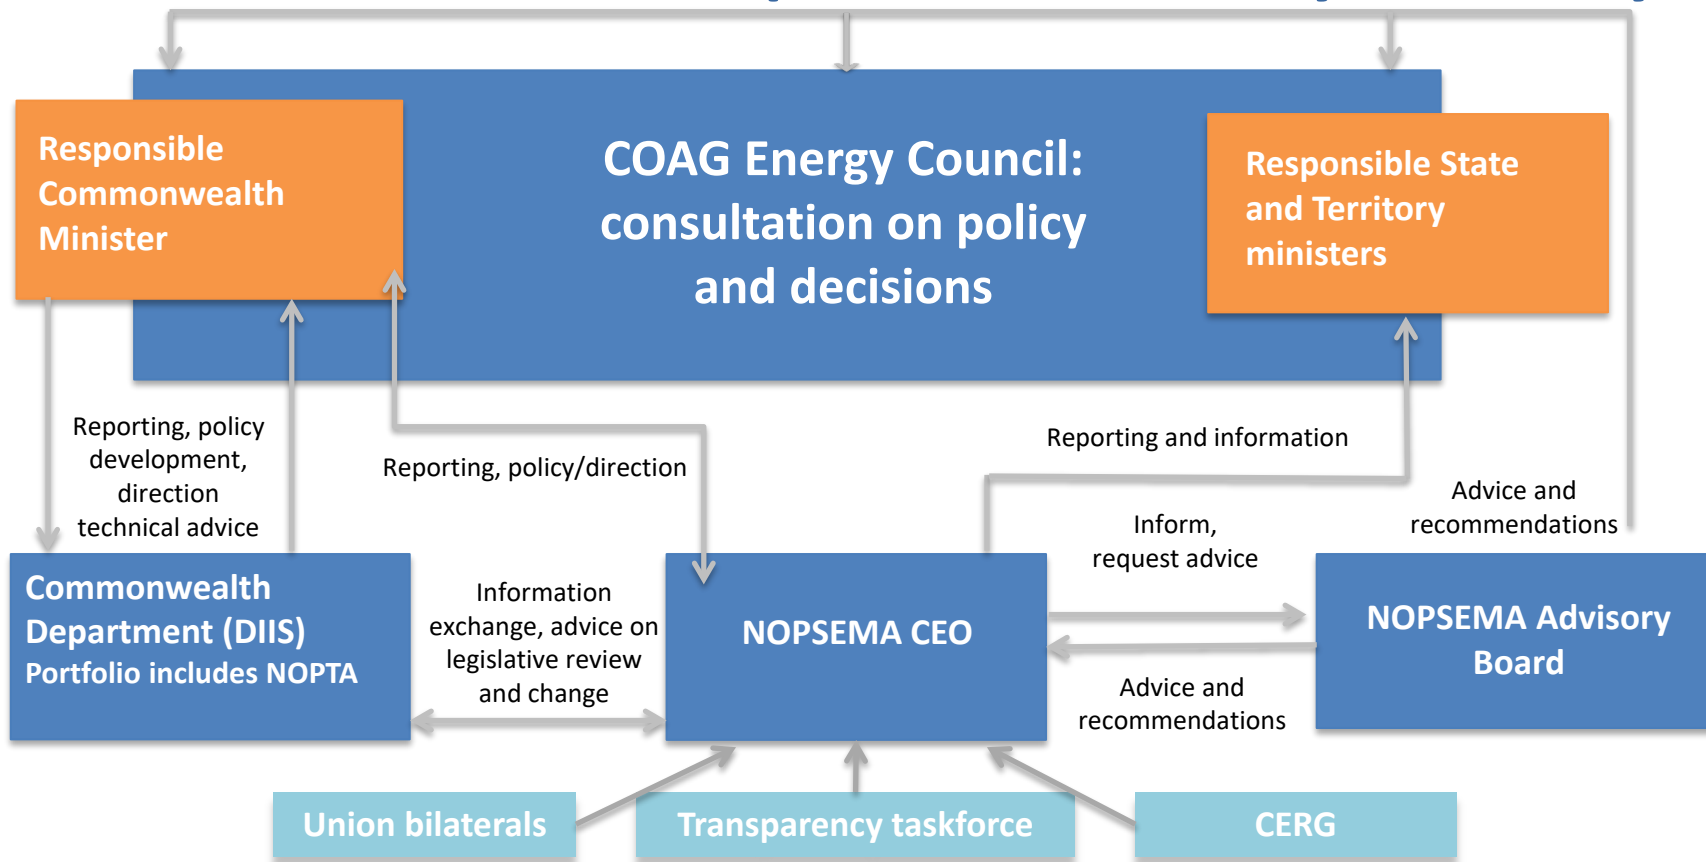 Responsible
Commonwealth
Minister
COAG Energy Council:
consultation on policy
and decisions
Responsible State
and Territory
ministers
Reporting, policy
development,
direction
technical advice
Reporting, policy/direction
Reporting and information
Advice and
recommendations
Inform,
request advice
Commonwealth
Department (DIIS)
Portfolio includes NOPTA
Information
exchange, advice on
legislative review
and change
NOPSEMA CEO
NOPSEMA Advisory
Board
Advice and
recommendations
Union bilaterals
Transparency taskforce
CERG